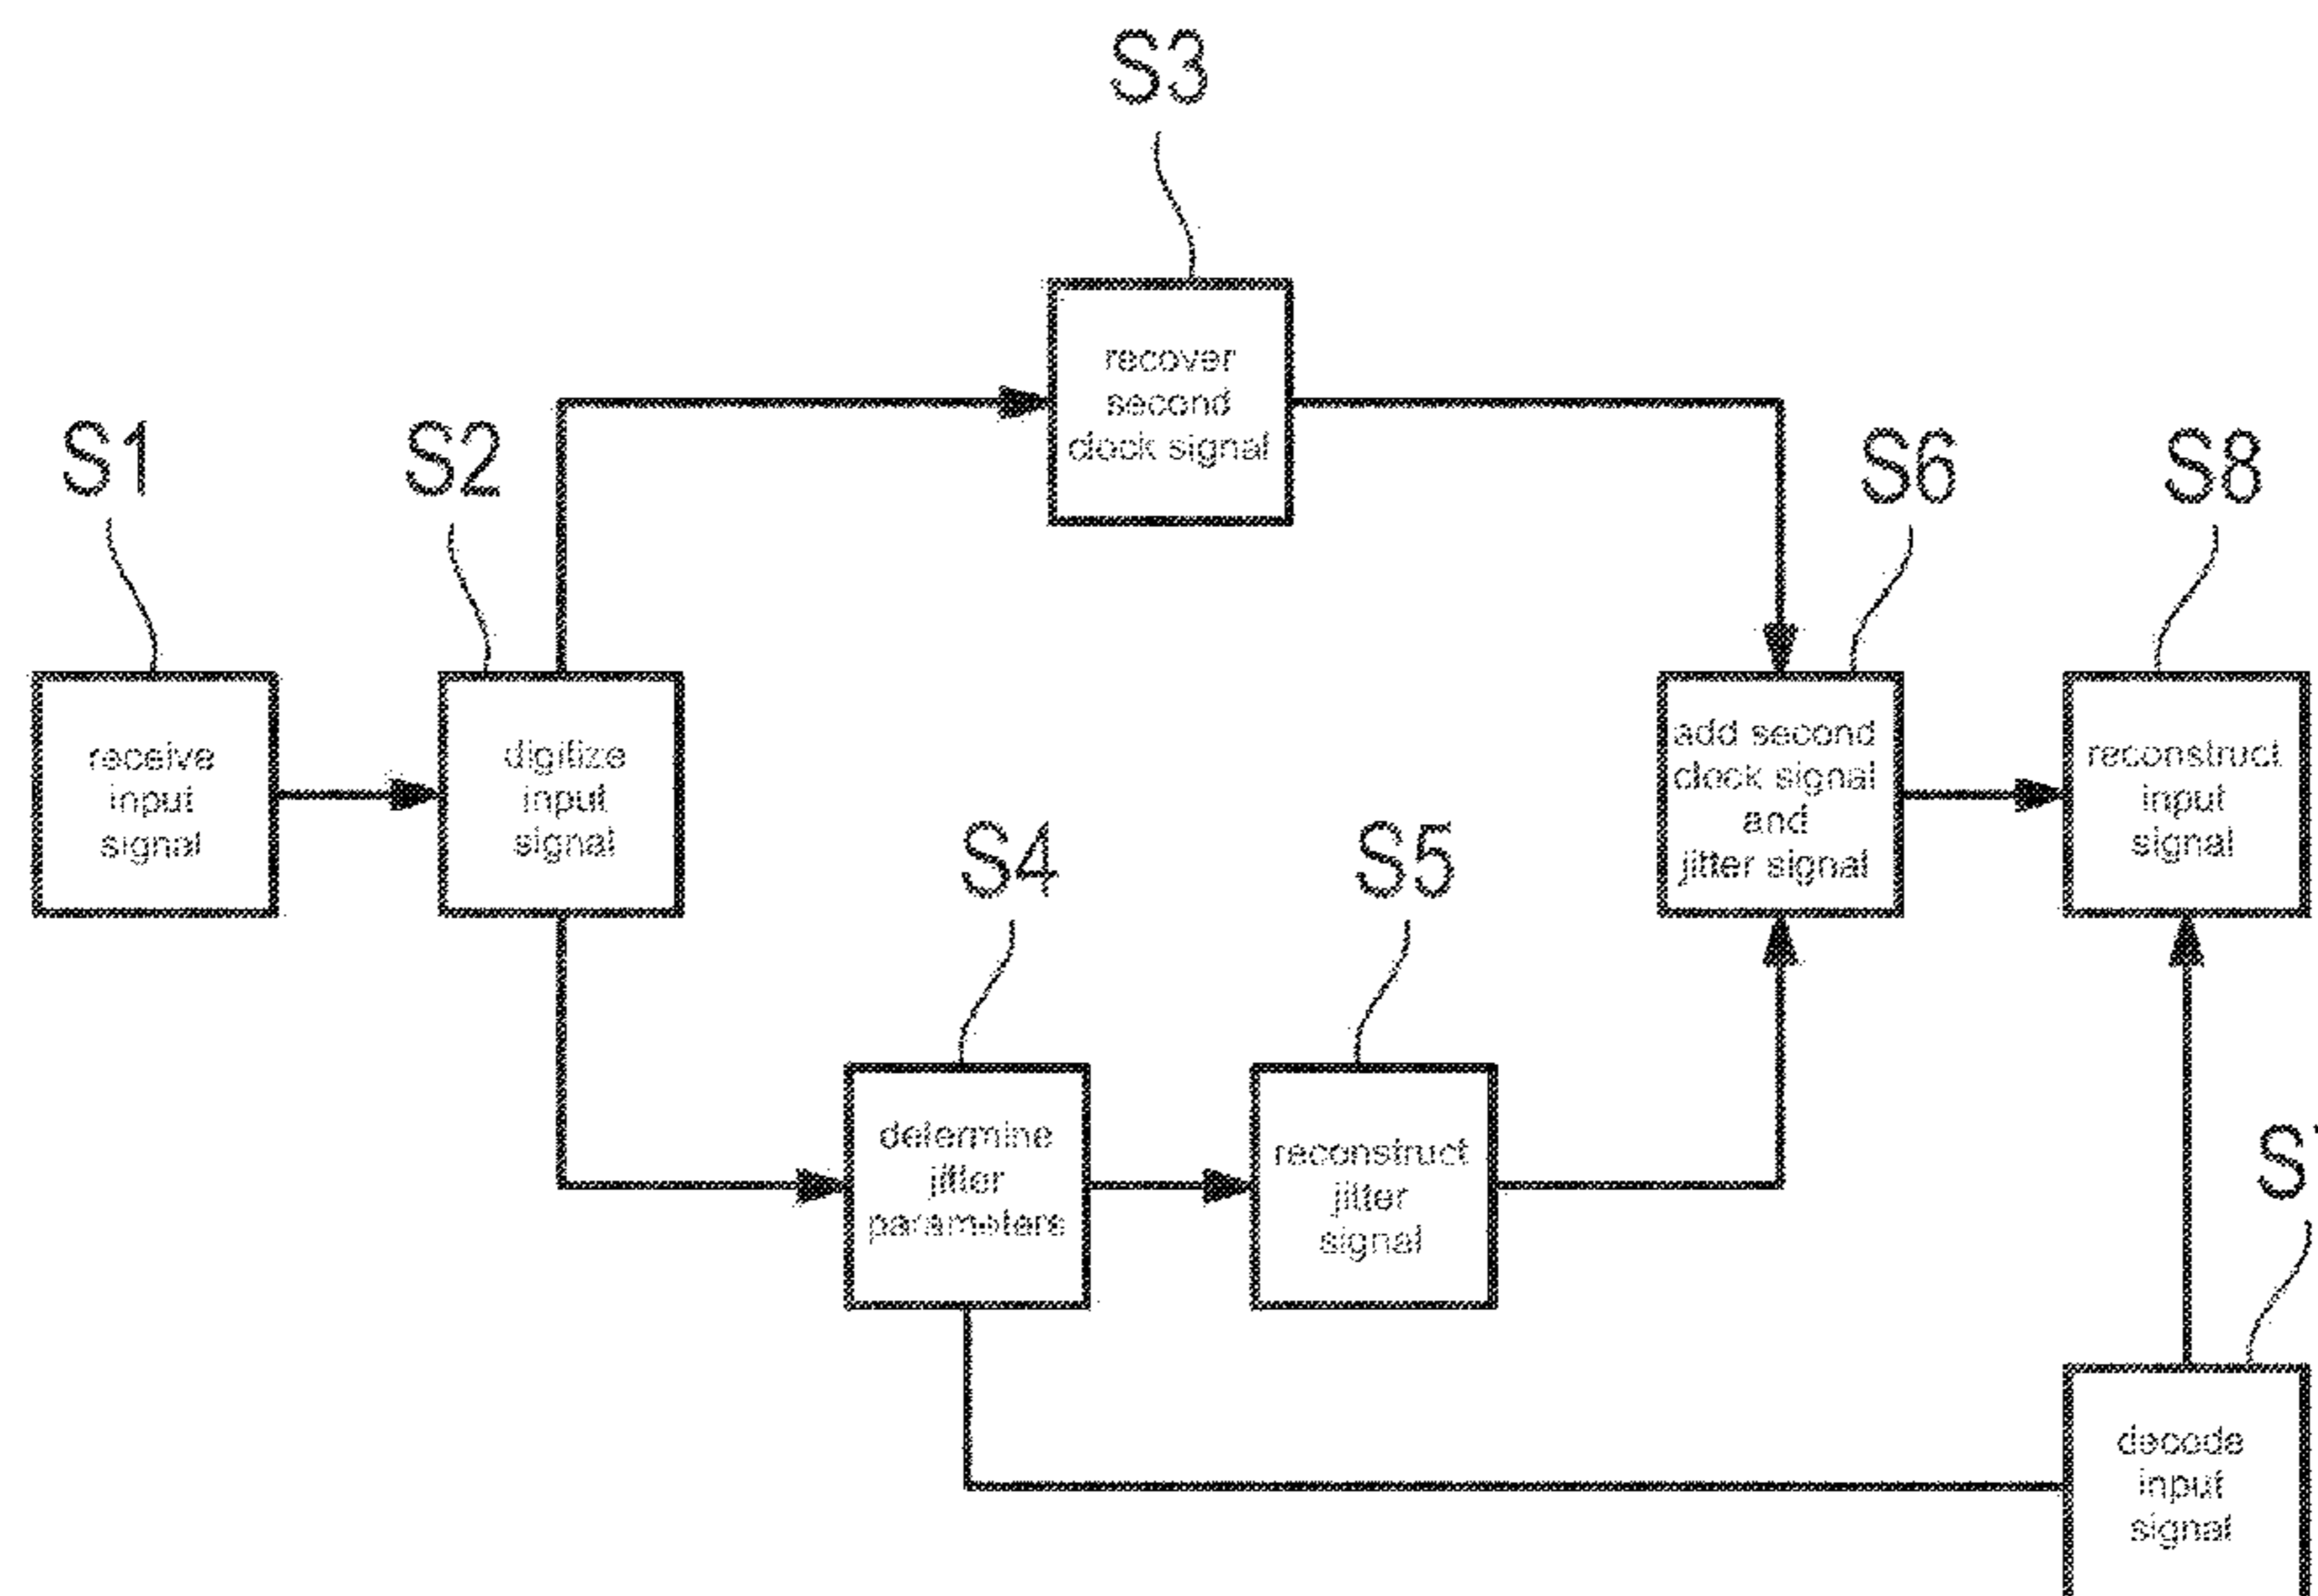 S3
recover
second
clock signal
S1
S2
S6
S8
receive
input
signal
digitize
input
signal
add second
clock signal
and
jitter signal
reconstruct
input
signal
S4
S5
determine
jitter
parameters
reconstruct
jitter
signal
S
decode
input
signal